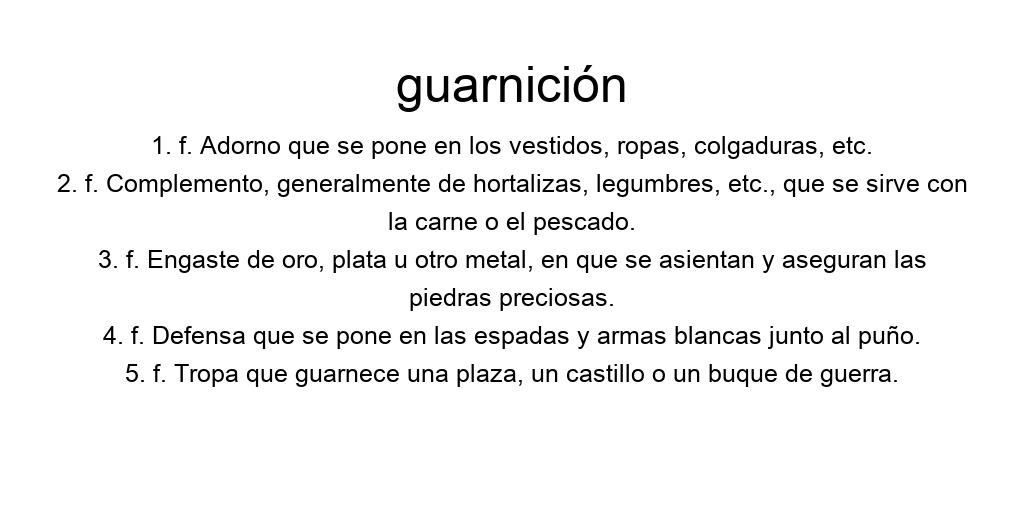 guarnición
1. f. Adorno que se pone en los vestidos, ropas, colgaduras, etc.
2. f. Complemento, generalmente de hortalizas, legumbres, etc., que se sirve con
la carne o el pescado.
3. f. Engaste de oro, plata u otro metal, en que se asientan y aseguran las
piedras preciosas.
4. f. Defensa que se pone en las espadas y armas blancas junto al puño.
5. f. Tropa que guarnece una plaza, un castillo o un buque de guerra.